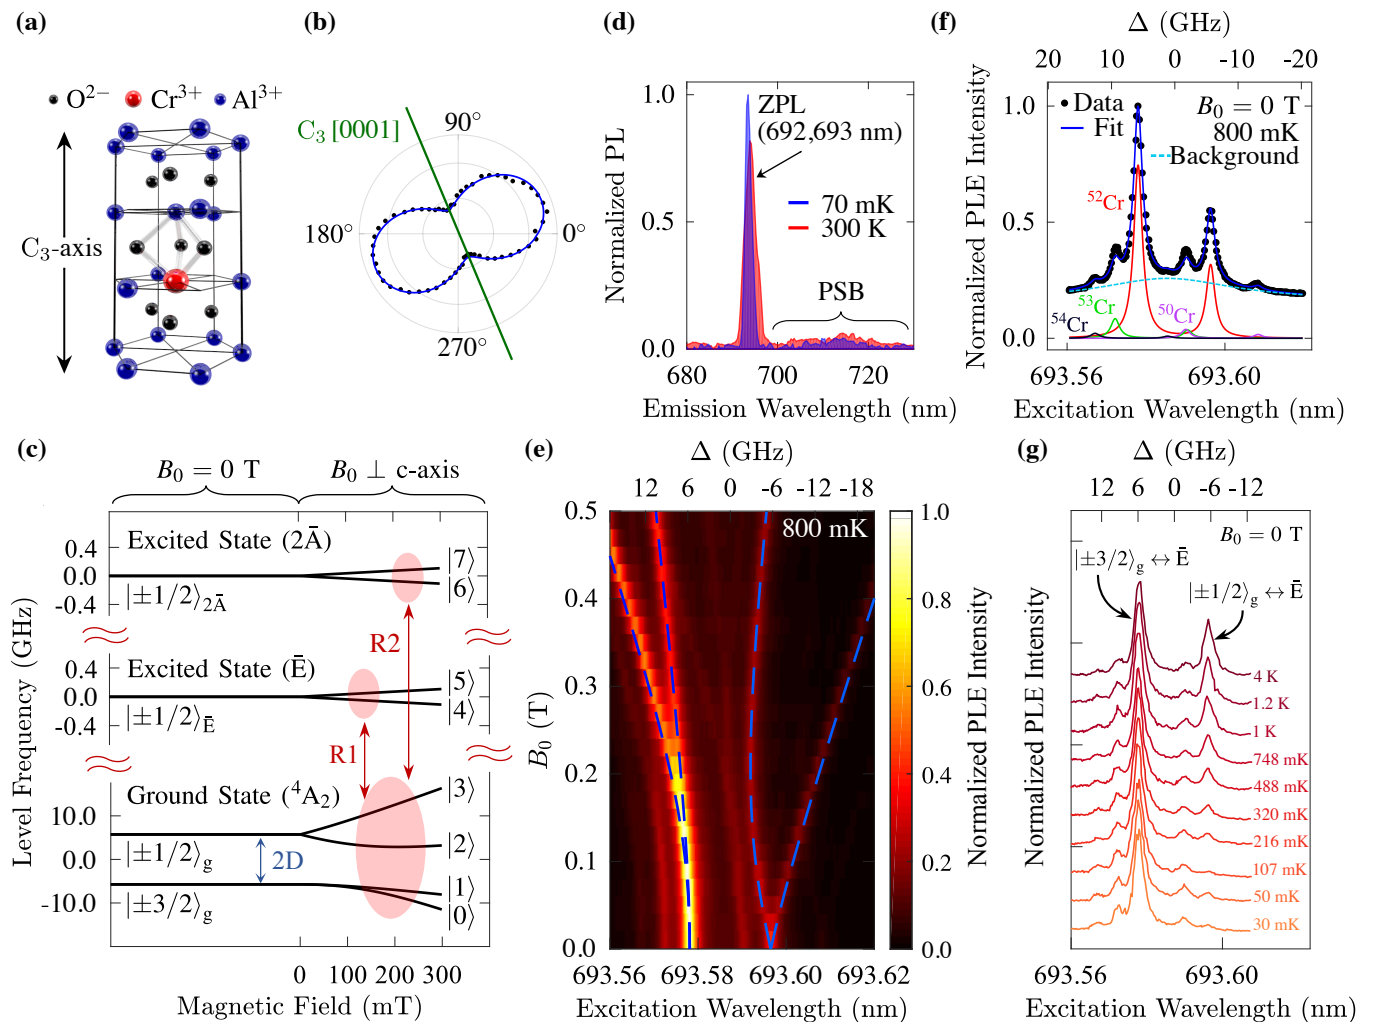 (a)
O²⁻ Cr³⁺ Al³⁺
C₃-axis
(b)
C₃ [0001]
90°
180°
0°
270°
(c)
B₀ = 0 T
B₀ ⊥ c-axis
Level Frequency (GHz)
Excited State (2Ā)
0.4
0.0
-0.4
|±1/2⟩2Ā
|7⟩
|6⟩
R2
Excited State (Ē)
0.4
0.0
-0.4
|±1/2⟩Ē
|5⟩
|4⟩
R1
Ground State (⁴A₂)
10.0
0.0
-10.0
|±1/2⟩g
2D
|±3/2⟩g
|3⟩
|2⟩
|1⟩
|0⟩
0 100 200 300
Magnetic Field (mT)
(d)
Normalized PL
1.0
0.5
0.0
ZPL
(692,693 nm)
70 mK
300 K
PSB
680 700 720
Emission Wavelength (nm)
(e)
Δ (GHz)
12 6 0 -6 -12 -18
800 mK
B₀ (T)
0.5
0.4
0.3
0.2
0.1
0.0
693.56 693.58 693.60 693.62
Excitation Wavelength (nm)
1.0
0.8
0.6
0.4
0.2
0.0
Normalized PLE Intensity
(f)
Δ (GHz)
20 10 0 -10 -20
Normalized PLE Intensity
1.0
0.5
0.0
Data
Fit
Background
B₀ = 0 T
800 mK
⁵²Cr
⁵³Cr
⁵⁰Cr
⁵⁴Cr
693.56 693.60
Excitation Wavelength (nm)
(g)
Δ (GHz)
12 6 0 -6 -12
Normalized PLE Intensity
B₀ = 0 T
|±3/2⟩g ↔ Ē
|±1/2⟩g ↔ Ē
4 K
1.2 K
1 K
748 mK
488 mK
320 mK
216 mK
107 mK
50 mK
30 mK
693.56 693.60
Excitation Wavelength (nm)